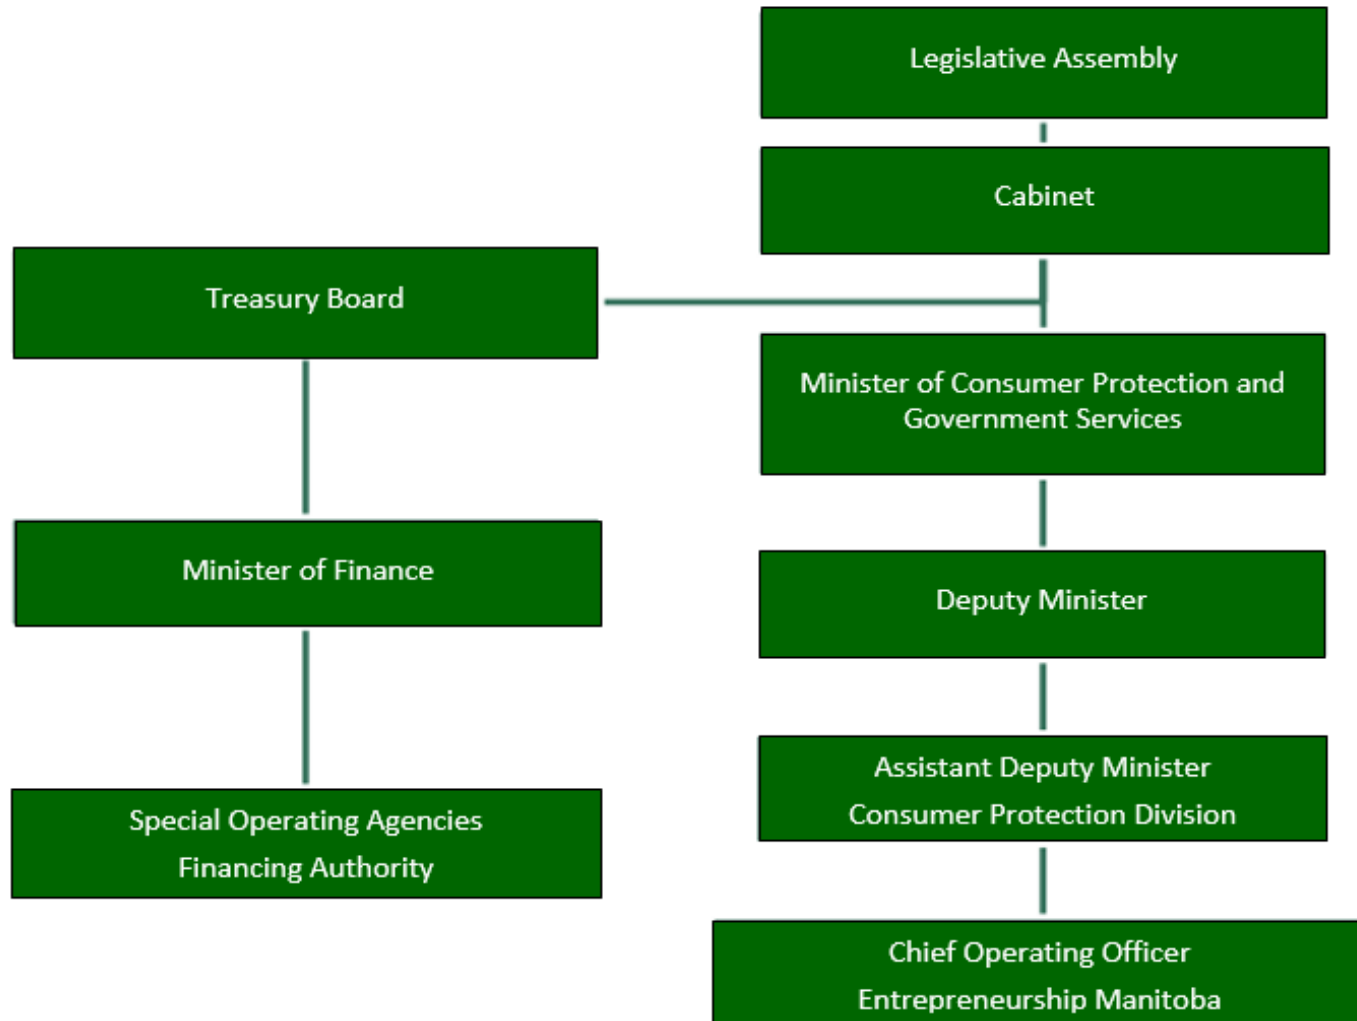 Legislative Assembly
Cabinet
Treasury Board
Minister of Consumer Protection and
Government Services
Minister of Finance
Deputy Minister
Assistant Deputy Minister
Consumer Protection Division
Special Operating Agencies
Financing Authority
Chief Operating Officer
Entrepreneurship Manitoba